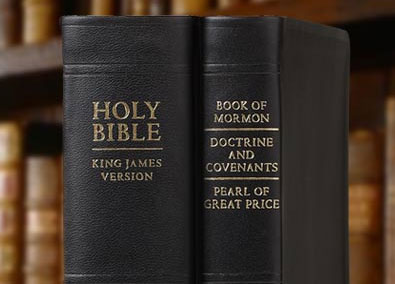 HOLY
BIBLE
KING JAMES
VERSION
BOOK OF
MORMON
DOCTRINE
AND
COVENANTS
PEARL OF
GREAT PRICE